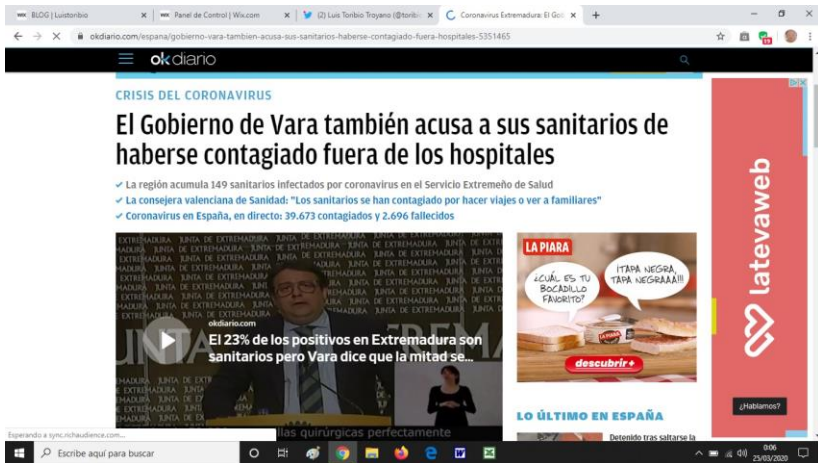 BLOG | Luistoribio
Panel de Control | Wix.com
(2) Luis Toribio Troyano (@toribi
Coronavirus Extremadura: El Gob
okdiario.com/espana/gobierno-vara-tambien-acusa-sus-sanitarios-haberse-contagiado-fuera-hospitales-5351465
okdiario
CRISIS DEL CORONAVIRUS
El Gobierno de Vara también acusa a sus sanitarios de
haberse contagiado fuera de los hospitales
La región acumula 149 sanitarios infectados por coronavirus en el Servicio Extremeño de Salud
La consejera valenciana de Sanidad: "Los sanitarios se han contagiado por hacer viajes o ver a familiares"
Coronavirus en España, en directo: 39.673 contagiados y 2.696 fallecidos
JUNTA DE EXTREMADURA
okdiario.com
El 23% de los positivos en Extremadura son
sanitarios pero Vara dice que la mitad se...
llas quirúrgicas perfectamente
LA PIARA
¿CUÁL ES TU
BOCADILLO
FAVORITO?
¡TAPA NEGRA,
TAPA NEGRAAA!!!
descubrir+
latevaweb
¿Hablamos?
LO ÚLTIMO EN ESPAÑA
Detenido tras saltarse la
Esperando a sync.richaudience.com...
Escribe aquí para buscar
0:06
25/03/2020